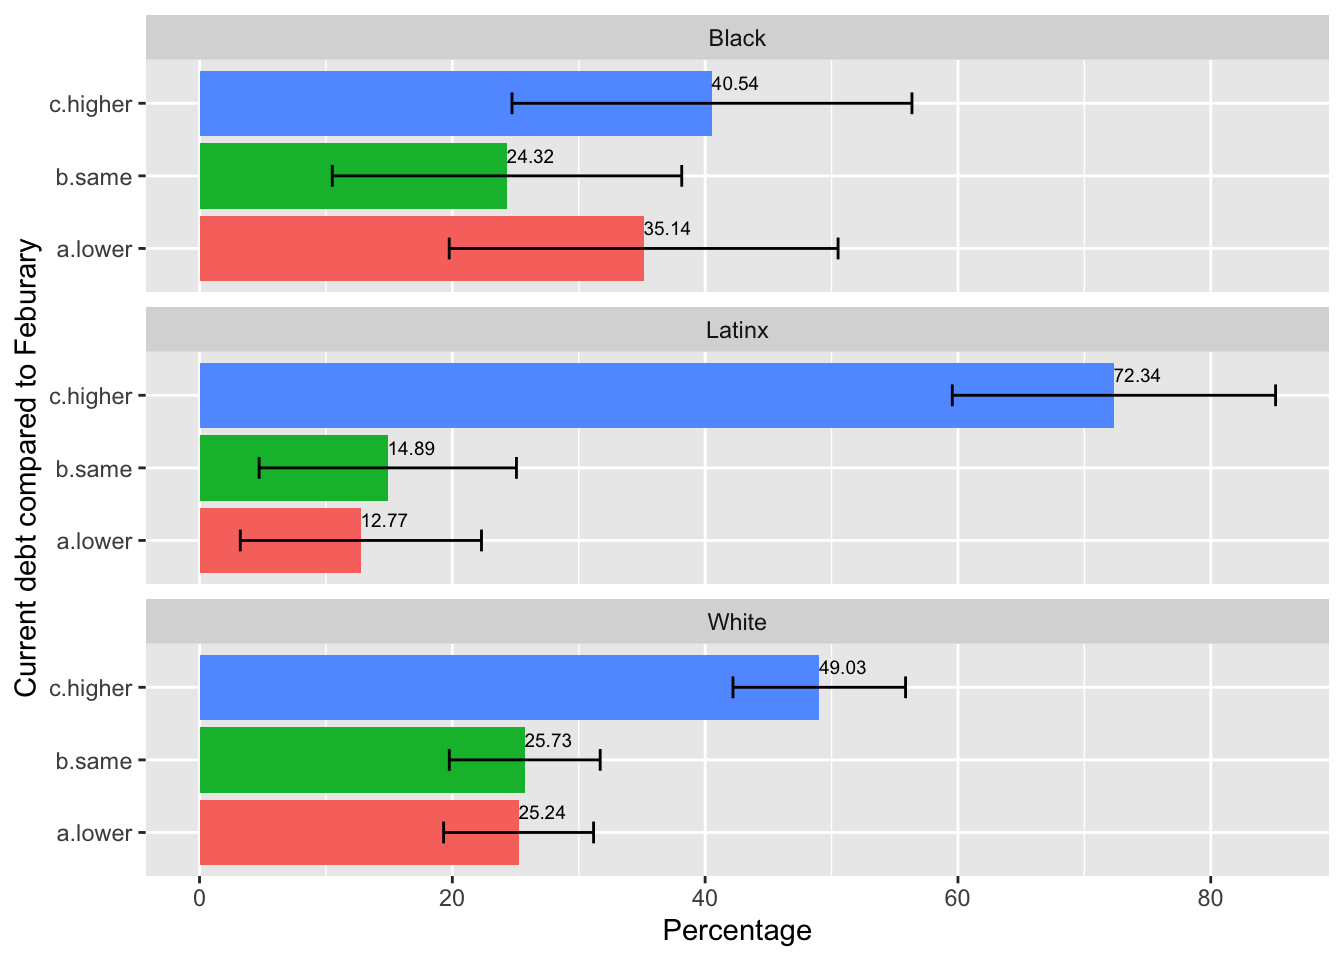 Black
c.higher
40.54
b.same
24.32
a.lower
35.14
Latinx
c.higher
72.34
b.same
14.89
a.lower
12.77
White
c.higher
49.03
b.same
25.73
a.lower
25.24
0 20 40 60 80
Percentage
Current debt compared to Feburary